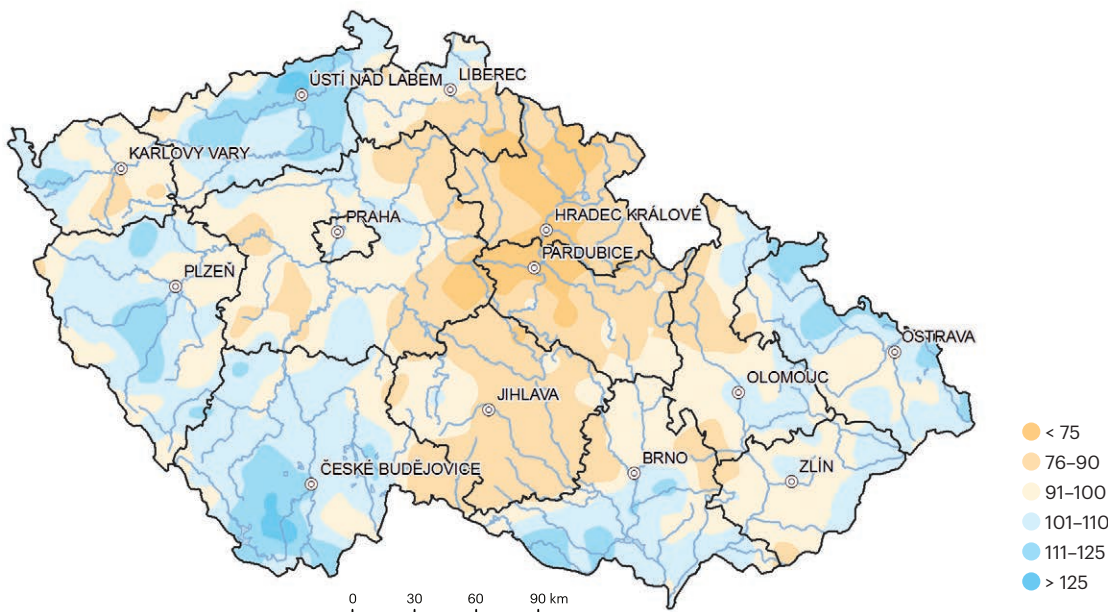 ÚSTÍ NAD LABEM
LIBEREC
KARLOVY VARY
PRAHA
HRADEC KRÁLOVÉ
PARDUBICE
PLZEŇ
OSTRAVA
OLOMOUC
JIHLAVA
ČESKÉ BUDĚJOVICE
BRNO
ZLÍN
< 75
76–90
91–100
101–110
111–125
> 125
0 30 60 90 km